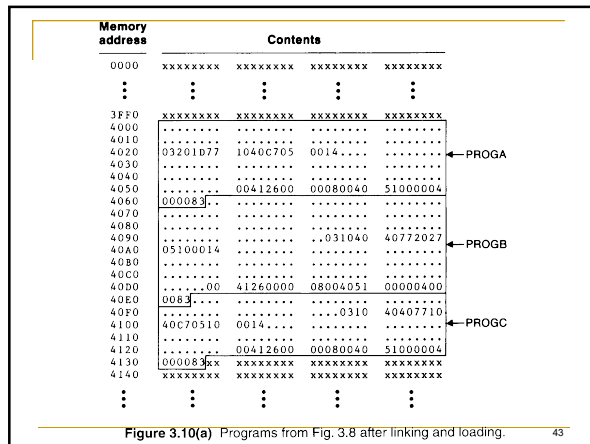 Memory address Contents
0000 xxxxxxxx xxxxxxxx xxxxxxxx xxxxxxxx
3FF0 xxxxxxxx xxxxxxxx xxxxxxxx xxxxxxxx
4000 ........ ........ ........ ........
4010 ........ ........ ........ ........
4020 03201D77 1040C705 0014.... ........ PROGA
4030 ........ ........ ........ ........
4040 ........ ........ ........ ........
4050 ........ 00412600 00080040 51000004
4060 000083.. ........ ........ ........
4070 ........ ........ ........ ........
4080 ........ ........ ........ ........
4090 ........ ........ ..031040 40772027 PROGB
40A0 05100014 ........ ........ ........
40B0 ........ ........ ........ ........
40C0 ........ ........ ........ ........
40D0 ......00 41260000 08004051 00000400
40E0 0083.... ........ ........ ........
40F0 ........ ........ ....0310 40407710
4100 40C70510 0014.... ........ ........ PROGC
4110 ........ ........ ........ ........
4120 ........ 00412600 00080040 51000004
4130 000083xx xxxxxxxx xxxxxxxx xxxxxxxx
4140 xxxxxxxx xxxxxxxx xxxxxxxx xxxxxxxx
Figure 3.10(a) Programs from Fig. 3.8 after linking and loading. 43